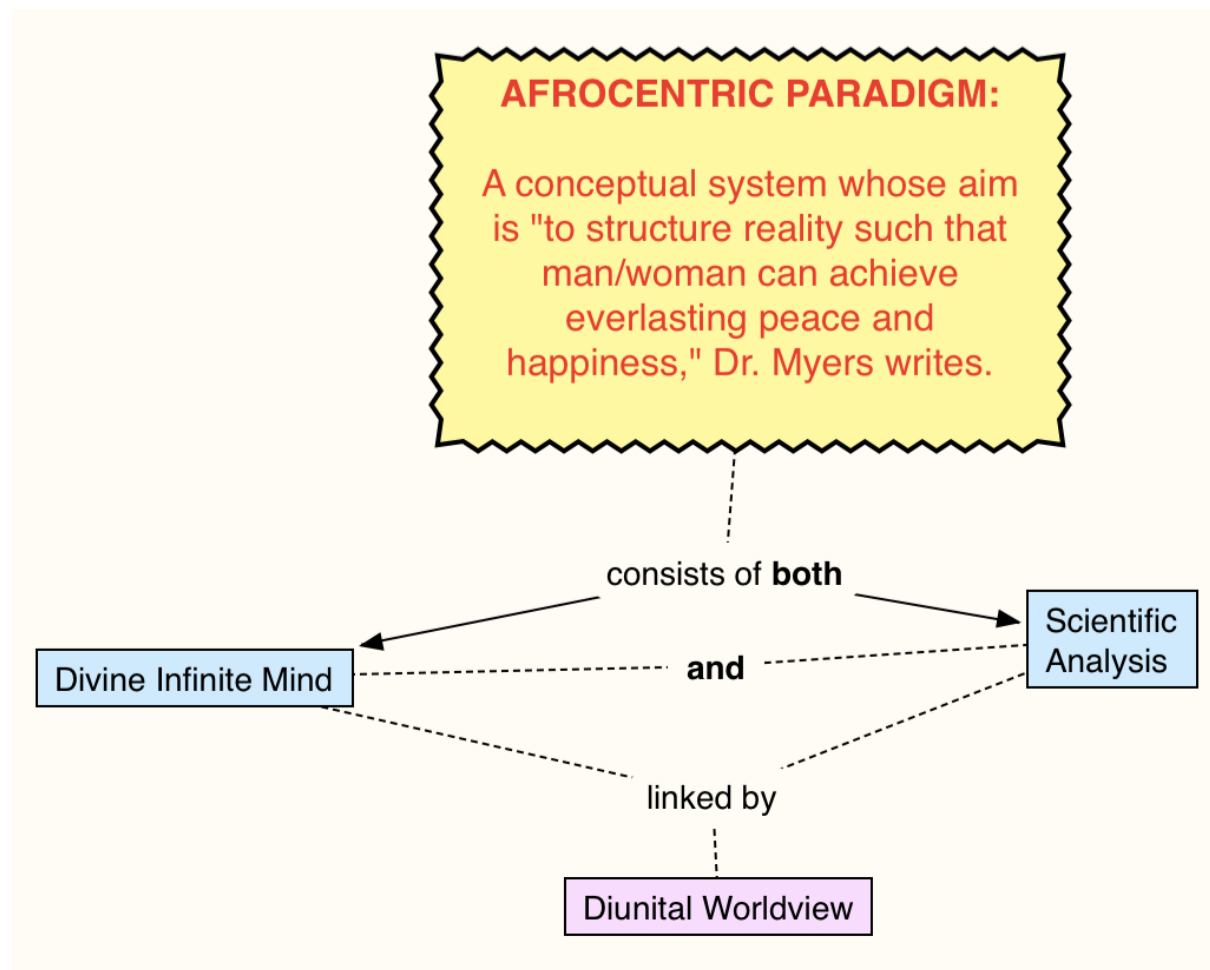 AFROCENTRIC PARADIGM:
A conceptual system whose aim
is "to structure reality such that
man/woman can achieve
everlasting peace and
happiness," Dr. Myers writes.
consists of both
Scientific
Analysis
Divine Infinite Mind
and
linked by
Diunital Worldview